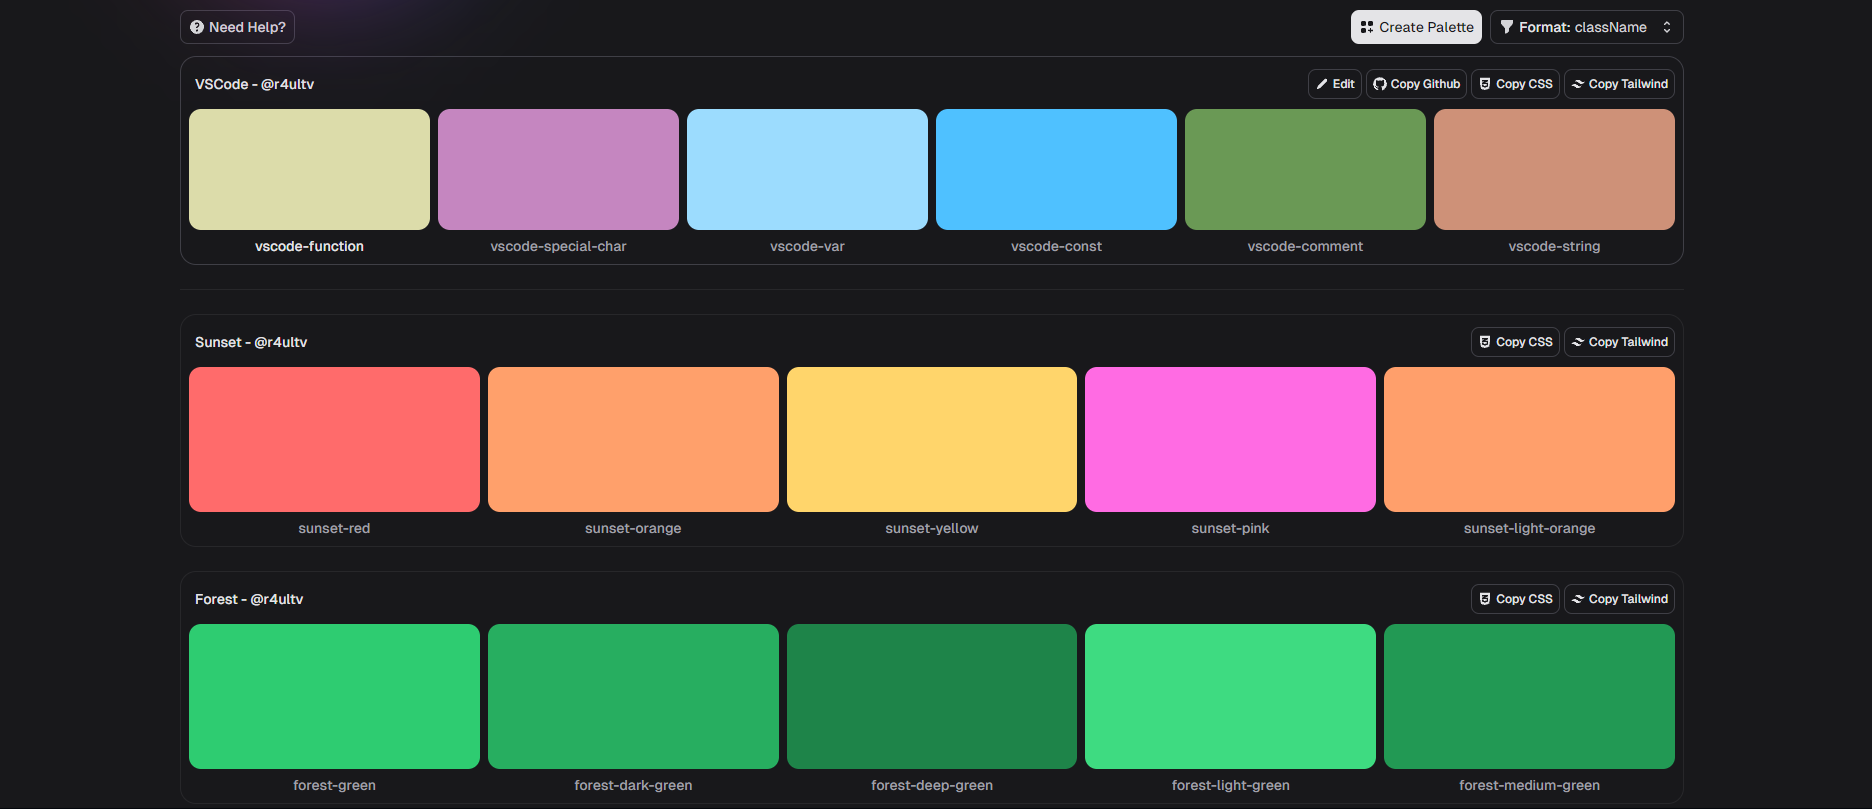 Need Help?
Create Palette
Format: className
VSCode - @r4ultv
Edit
Copy Github
Copy CSS
Copy Tailwind
vscode-function
vscode-special-char
vscode-var
vscode-const
vscode-comment
vscode-string
Sunset - @r4ultv
Copy CSS
Copy Tailwind
sunset-red
sunset-orange
sunset-yellow
sunset-pink
sunset-light-orange
Forest - @r4ultv
Copy CSS
Copy Tailwind
forest-green
forest-dark-green
forest-deep-green
forest-light-green
forest-medium-green